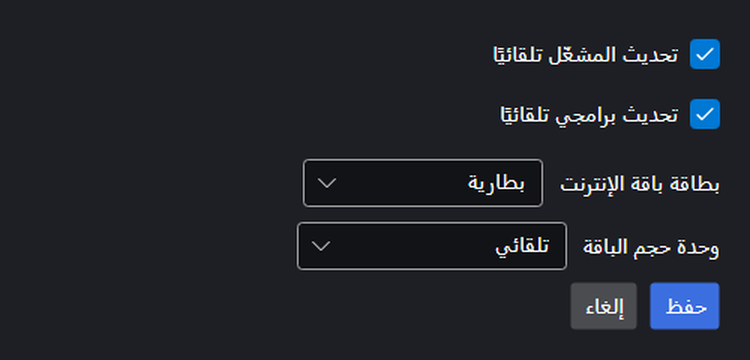 تحديث المشغّل تلقائيًا
تحديث برامجي تلقائيًا
بطاقة باقة الإنترنت بطارية
وحدة حجم الباقة تلقائي
حفظ إلغاء